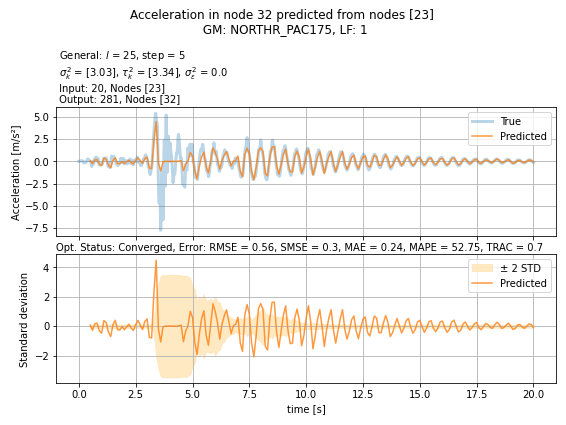 Acceleration in node 32 predicted from nodes [23]
GM: NORTHR_PAC175, LF: 1
General: l = 25, step = 5
σ²ₖ = [3.03], τ²ₖ = [3.34], σ²ε = 0.0
Input: 20, Nodes [23]
Output: 281, Nodes [32]
Acceleration [m/s²]
5.0
2.5
0.0
−2.5
−5.0
−7.5
True
Predicted
Opt. Status: Converged, Error: RMSE = 0.56, SMSE = 0.3, MAE = 0.24, MAPE = 52.75, TRAC = 0.7
Standard deviation
4
2
0
−2
± 2 STD
Predicted
0.0 2.5 5.0 7.5 10.0 12.5 15.0 17.5 20.0
time [s]